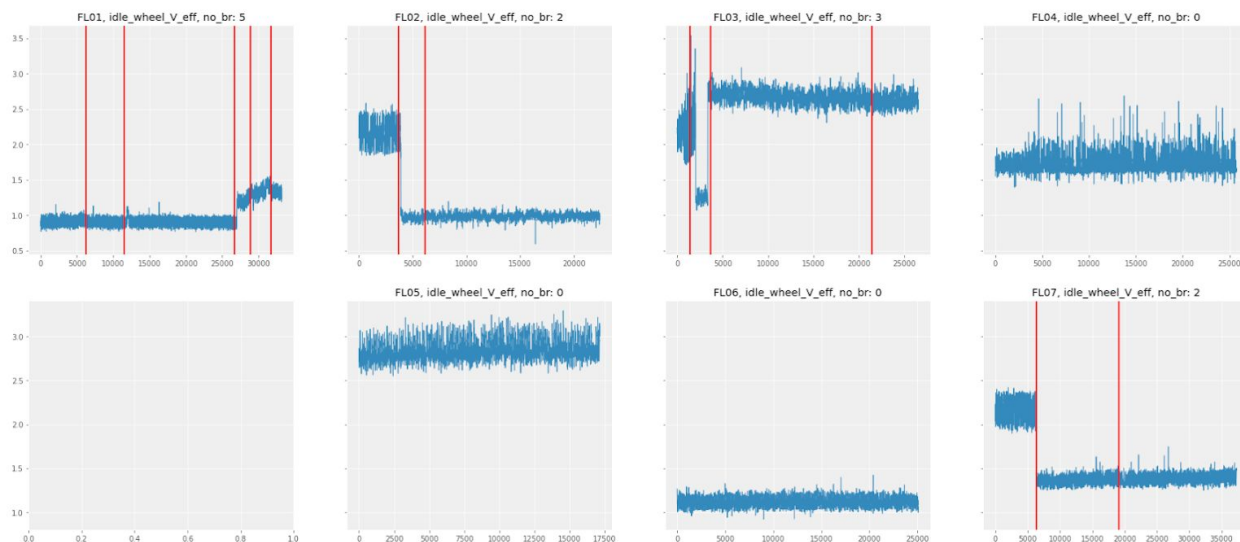 FL01, idle_wheel_V_eff, no_br: 5
FL02, idle_wheel_V_eff, no_br: 2
FL03, idle_wheel_V_eff, no_br: 3
FL04, idle_wheel_V_eff, no_br: 0
3.5
3.0
2.5
2.0
1.5
1.0
0.5
0 5000 10000 15000 20000 25000 30000
0 5000 10000 15000 20000
0 5000 10000 15000 20000 25000
0 5000 10000 15000 20000 25000
FL05, idle_wheel_V_eff, no_br: 0
FL06, idle_wheel_V_eff, no_br: 0
FL07, idle_wheel_V_eff, no_br: 2
3.0
2.5
2.0
1.5
1.0
0.0 0.2 0.4 0.6 0.8 1.0
0 2500 5000 7500 10000 12500 15000 17500
0 5000 10000 15000 20000 25000
0 5000 10000 15000 20000 25000 30000 35000